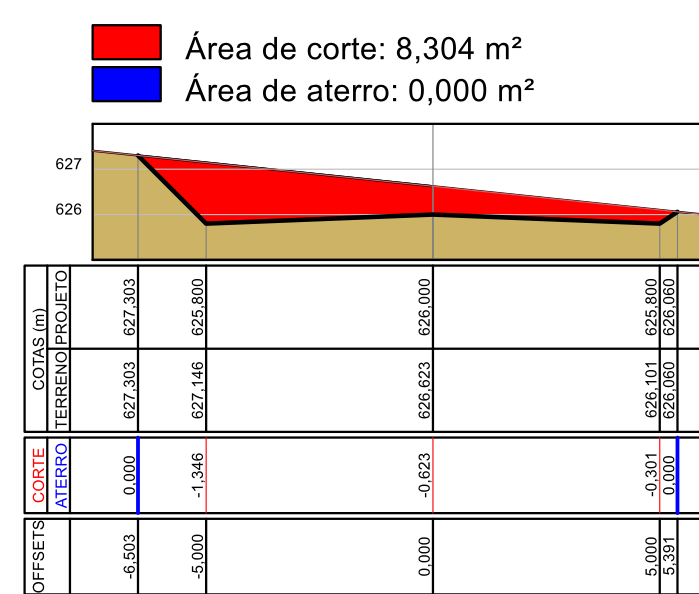 Área de corte: 8,304 m²
Área de aterro: 0,000 m²
627
626
COTAS (m)
PROJETO
627,303
625,800
626,000
625,800
626,060
TERRENO
627,303
627,146
626,623
626,101
626,060
CORTE
ATERRO
0,000
-1,346
-0,623
-0,301
0,000
OFFSETS
-6,503
-5,000
0,000
5,000
5,391